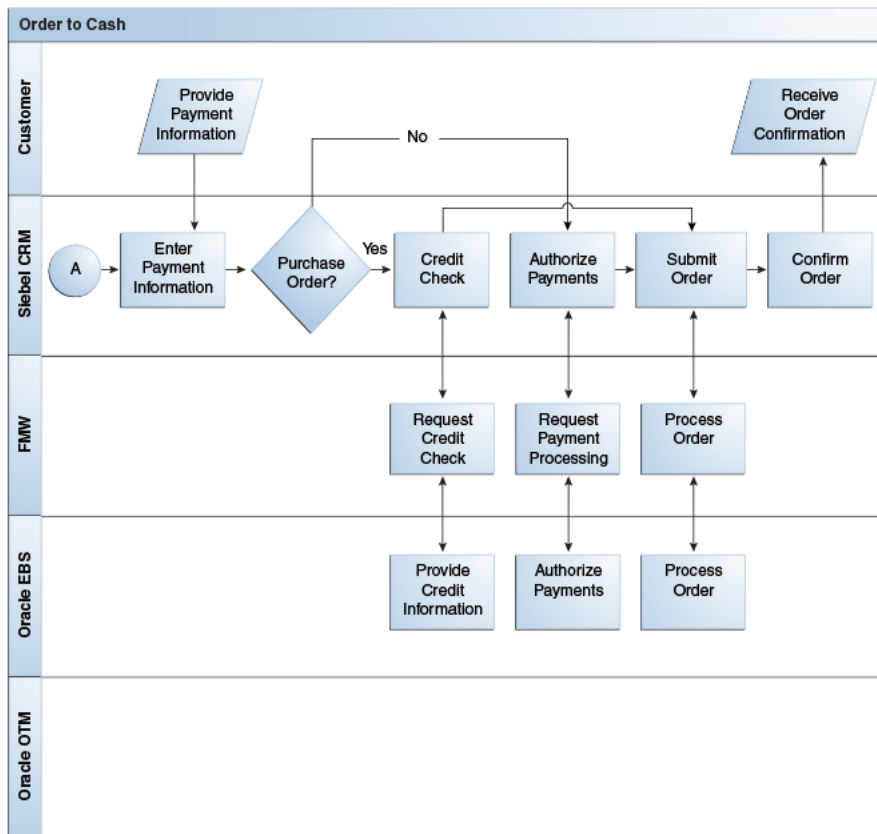 Order to Cash
Customer
Provide
Payment
Information
Receive
Order
Confirmation
No
Siebel CRM
A
Enter
Payment
Information
Purchase
Order?
Yes
Credit
Check
Authorize
Payments
Submit
Order
Confirm
Order
FMW
Request
Credit
Check
Request
Payment
Processing
Process
Order
Oracle EBS
Provide
Credit
Information
Authorize
Payments
Process
Order
Oracle OTM